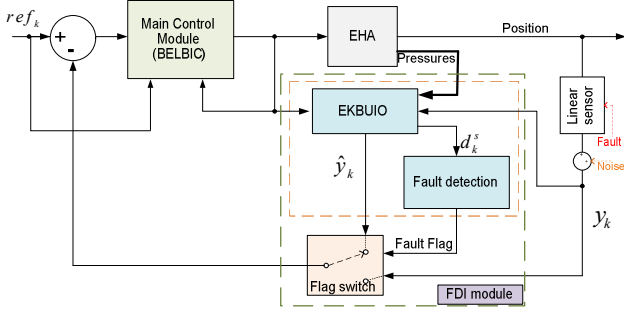 ref_k
+
-
Main Control
Module
(BELBIC)
EHA
Position
Pressures
Linear
sensor
Fault
Noise
EKBUIO
d_k^s
ŷ_k
Fault detection
y_k
Fault Flag
Flag switch
FDI module